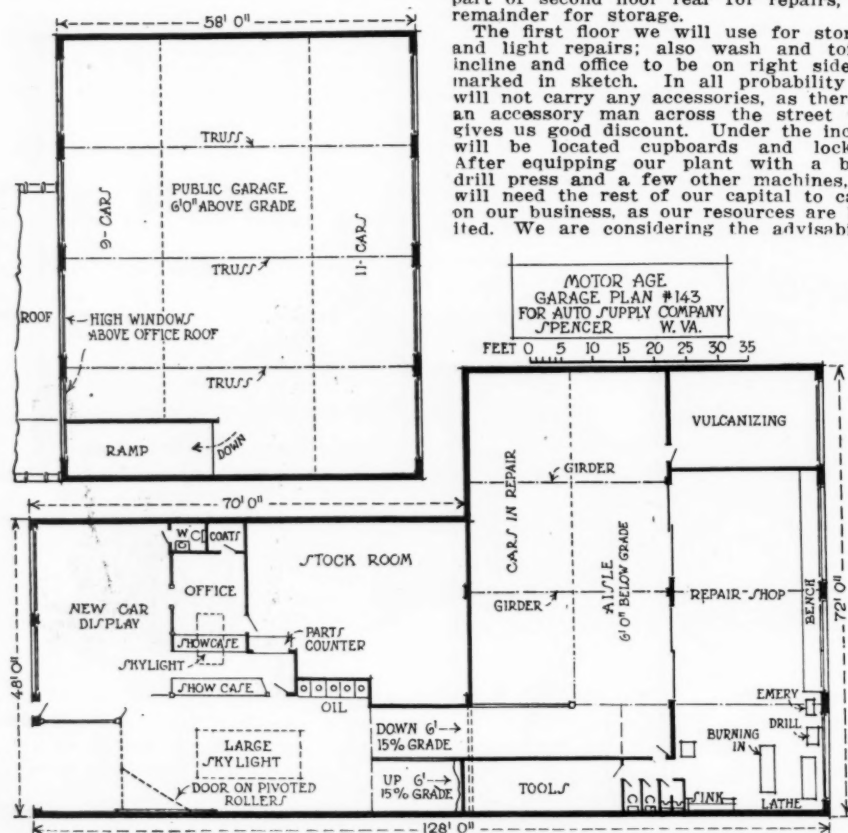 part of second floor rear for repairs,
remainder for storage.
The first floor we will use for stor
and light repairs; also wash and
incline and office to be on right side
marked in sketch. In all probability
will not carry any accessories, as ther
an accessory man across the street
gives us good discount. Under the inc
will be located cupboards and lock
After equipping our plant with a b
drill press and a few other machines,
will need the rest of our capital to ca
on our business, as our resources are
ited. We are considering the advisabi
58' 0"
TRUSS
PUBLIC GARAGE
6'0" ABOVE GRADE
9- CARS
11- CARS
TRUSS
ROOF
HIGH WINDOWS
ABOVE OFFICE ROOF
TRUSS
RAMP
DOWN
MOTOR AGE
GARAGE PLAN #143
FOR AUTO SUPPLY COMPANY
SPENCER W. VA.
FEET 0 5 10 15 20 25 30 35
70' 0"
48' 0"
NEW CAR
DISPLAY
W C
COATS
OFFICE
STOCK ROOM
SHOWCASE
PARTS
COUNTER
SKYLIGHT
SHOW CASE
OIL
LARGE
SKYLIGHT
DOOR ON PIVOTED
ROLLERS
DOWN 6'
15% GRADE
UP 6'
15% GRADE
CARS IN REPAIR
GIRDER
AISLE
6'0" BELOW GRADE
GIRDER
VULCANIZING
REPAIR-SHOP
BENCH
72' 0"
EMERY
DRILL
BURNING
IN
TOOLS
SINK
LATHE
128' 0"